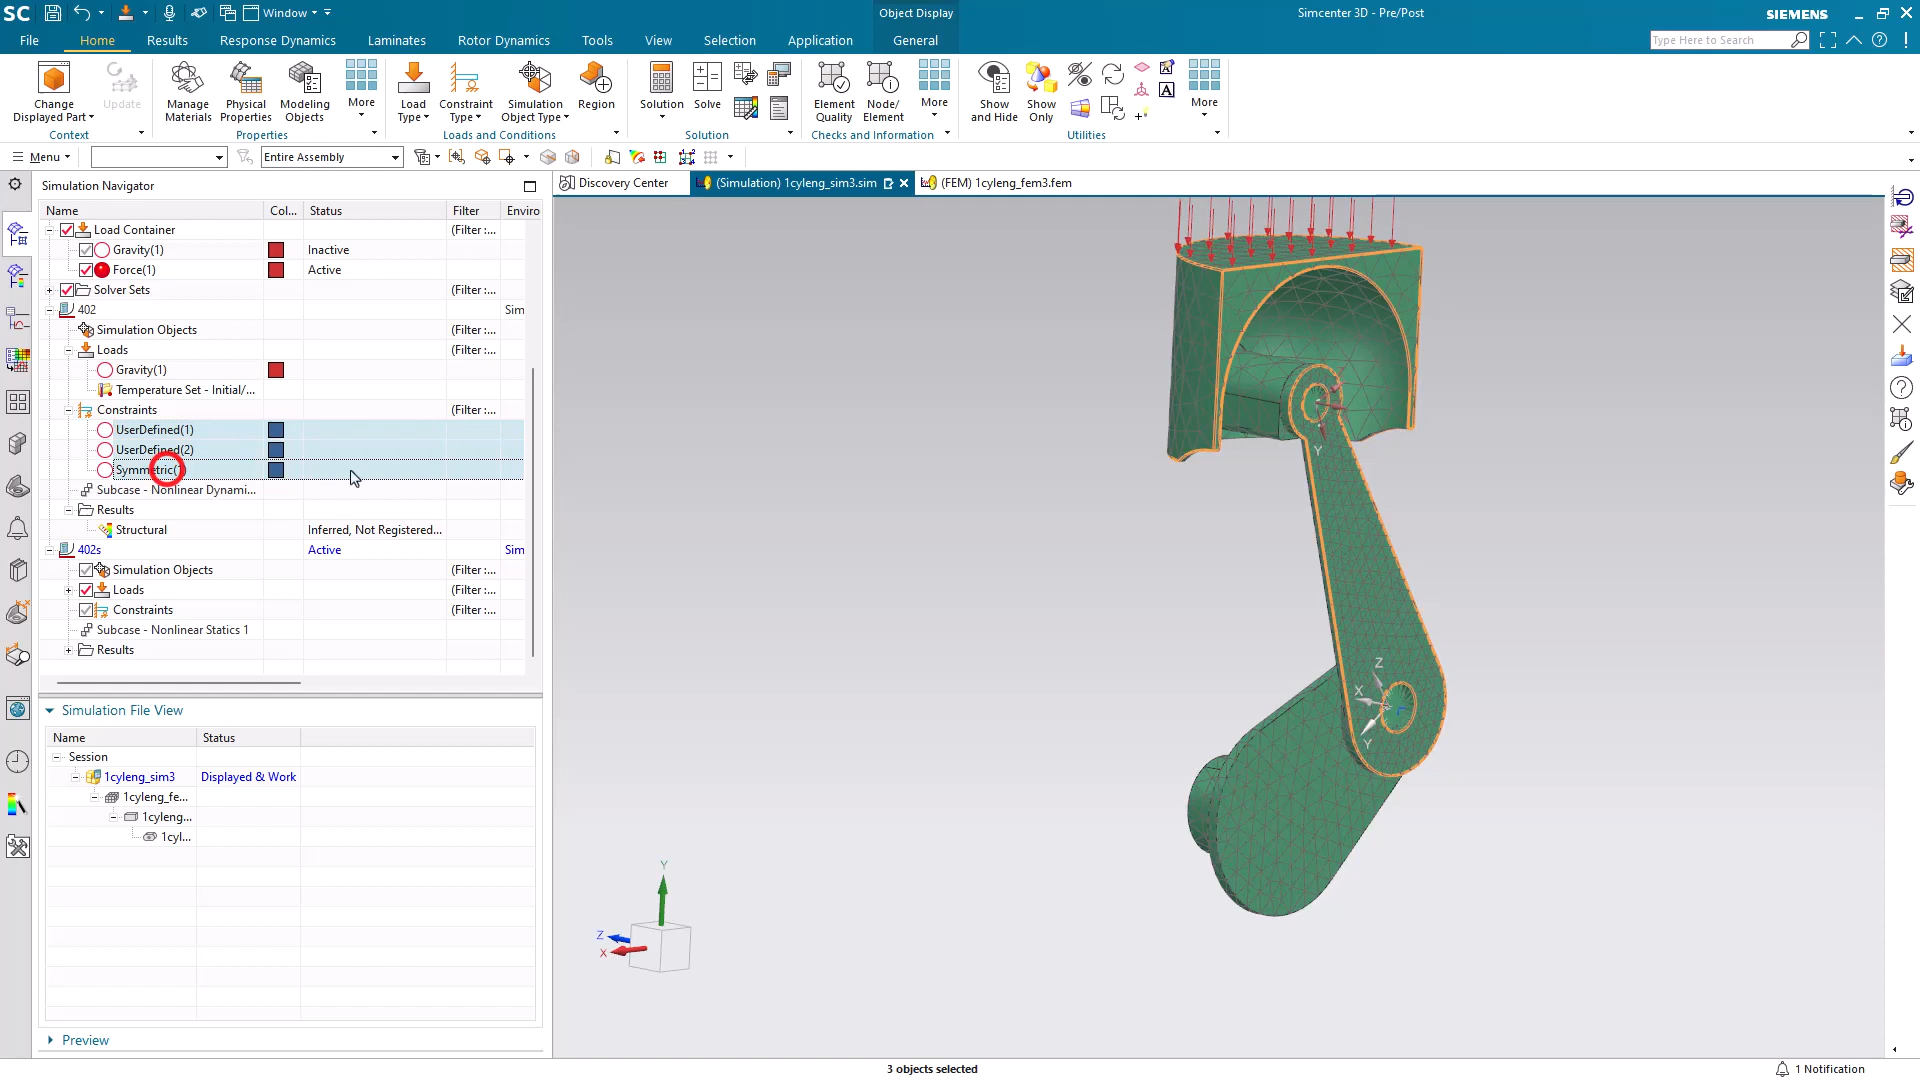 SC
Window
Object Display
Simcenter 3D - Pre/Post
SIEMENS
File
Home
Results
Response Dynamics
Laminates
Rotor Dynamics
Tools
View
Selection
Application
General
Type Here to Search
Change
Displayed Part
Update
Manage
Materials
Physical
Properties
Modeling
Objects
More
Load
Type
Constraint
Type
Simulation
Object Type
Region
Solution
Solve
Element
Quality
Node/
Element
More
Show
and Hide
Show
Only
More
Context
Properties
Loads and Conditions
Solution
Checks and Information
Utilities
Menu
Entire Assembly
Simulation Navigator
Discovery Center
(Simulation) 1cyleng_sim3.sim
(FEM) 1cyleng_fem3.fem
Name
Col...
Status
Filter
Enviro
Load Container
(Filter :...
Gravity(1)
Inactive
Force(1)
Active
Solver Sets
(Filter :...
402
Sim
Simulation Objects
(Filter :...
Loads
(Filter :...
Gravity(1)
Temperature Set - Initial/...
Constraints
(Filter :...
UserDefined(1)
UserDefined(2)
Symmetric(
Subcase - Nonlinear Dynami...
Results
Structural
Inferred, Not Registered...
402s
Active
Sim
Simulation Objects
(Filter :...
Loads
(Filter :...
Constraints
(Filter :...
Subcase - Nonlinear Statics 1
Results
Simulation File View
Name
Status
Session
1cyleng_sim3
Displayed & Work
1cyleng_fe...
1cyleng...
1cyl...
Preview
Y
Z
X
Y
Y
Z
X
3 objects selected
1 Notification